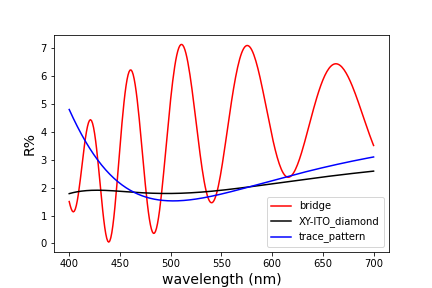 7
6
5
4
3
2
1
0
R%
bridge
XY-ITO_diamond
trace_pattern
400 450 500 550 600 650 700
wavelength (nm)